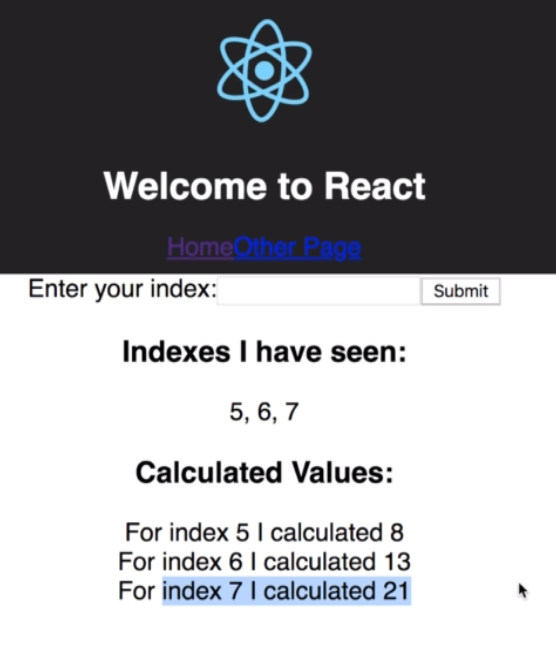 Welcome to React
HomeOther Page
Enter your index: Submit
Indexes I have seen:
5, 6, 7
Calculated Values:
For index 5 I calculated 8
For index 6 I calculated 13
For index 7 I calculated 21